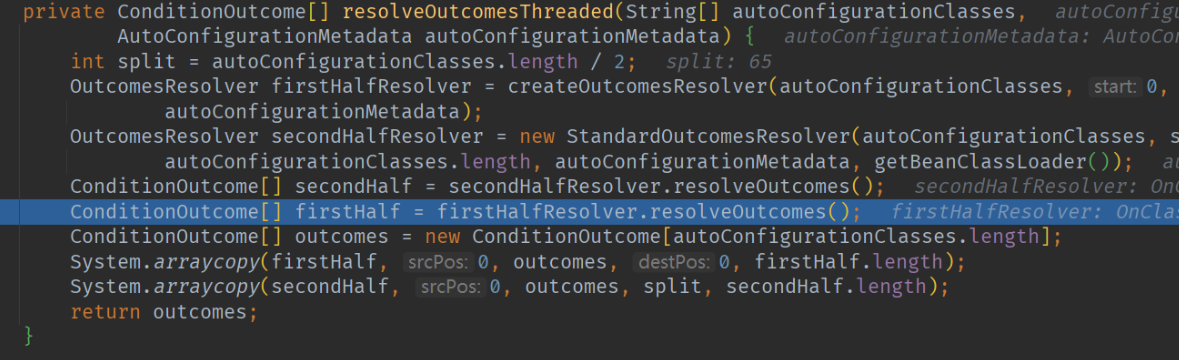 private ConditionOutcome[] resolveOutcomesThreaded(String[] autoConfigurationClasses, autoConfigu
AutoConfigurationMetadata autoConfigurationMetadata) { autoConfigurationMetadata: AutoCon
int split = autoConfigurationClasses.length / 2; split: 65
OutcomesResolver firstHalfResolver = createOutcomesResolver(autoConfigurationClasses, start: 0,
autoConfigurationMetadata);
OutcomesResolver secondHalfResolver = new StandardOutcomesResolver(autoConfigurationClasses, s
autoConfigurationClasses.length, autoConfigurationMetadata, getBeanClassLoader()); au
ConditionOutcome[] secondHalf = secondHalfResolver.resolveOutcomes(); secondHalfResolver: OnC
ConditionOutcome[] firstHalf = firstHalfResolver.resolveOutcomes(); firstHalfResolver: OnClas
ConditionOutcome[] outcomes = new ConditionOutcome[autoConfigurationClasses.length];
System.arraycopy(firstHalf, srcPos: 0, outcomes, destPos: 0, firstHalf.length);
System.arraycopy(secondHalf, srcPos: 0, outcomes, split, secondHalf.length);
return outcomes;
}